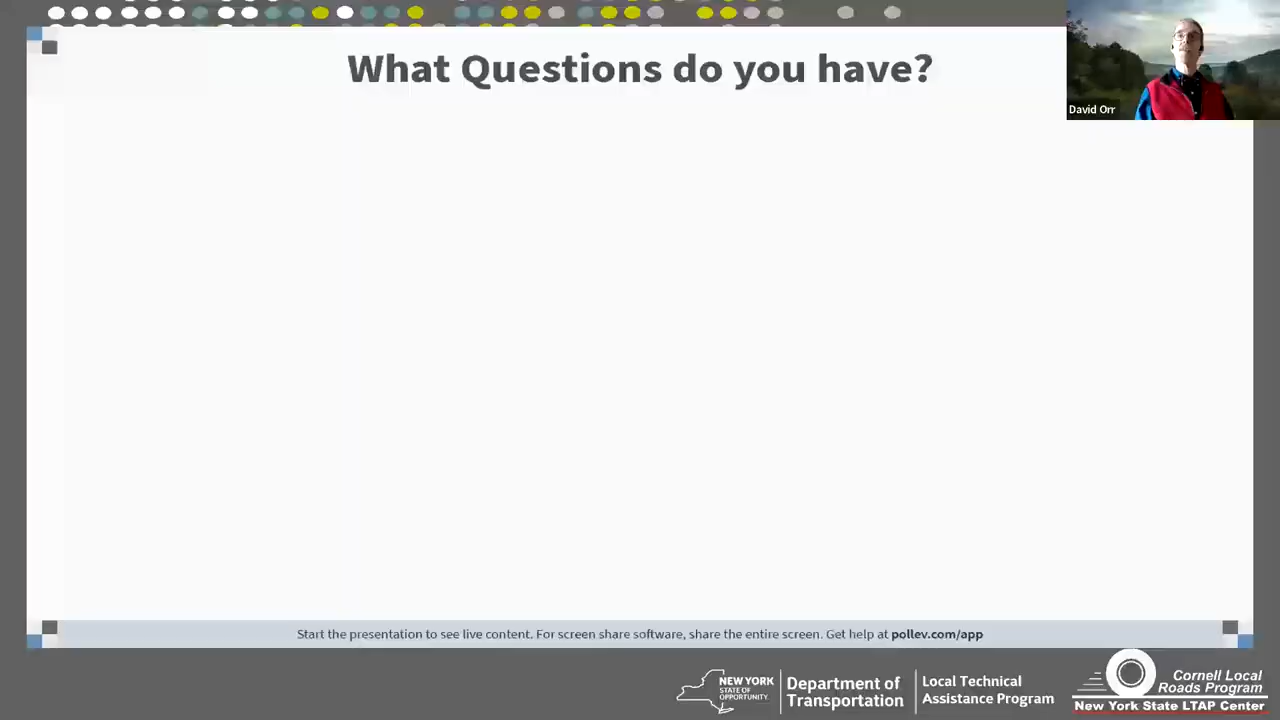 What Questions do you have?
David Orr
Start the presentation to see live content. For screen share software, share the entire screen. Get help at pollev.com/app
NEW YORK
STATE OF
OPPORTUNITY.
Department of
Transportation
Local Technical
Assistance Program
Cornell Local
Roads Program
New York State LTAP Center